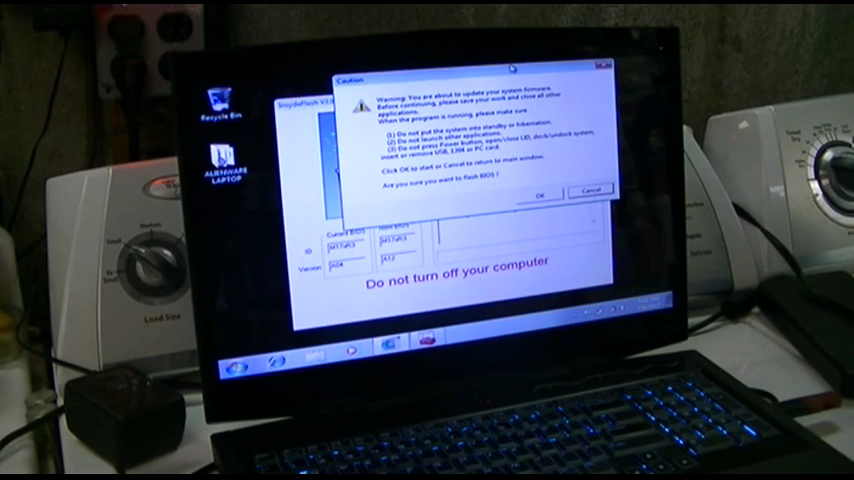 Recycle Bin
ALIENWARE
LAPTOP
InsydeFlash
Caution
Warning: You are about to update your system firmware.
Before continuing, please save your work and close all other
applications.
When the program is running, please make sure
(1) Do not put the system into standby or hibernation.
(2) Do not launch other applications.
(3) Do not press Power button, open/close LID, dock/undock system,
insert or remove USB, 1394 or PC card.
Click OK to start or Cancel to return to main window.
Are you sure you want to flash BIOS ?
OK
Cancel
Current BIOS
New BIOS
ID
Version
A04
A12
Do not turn off your computer
Small
Medium
Load Size
Timed
Dry